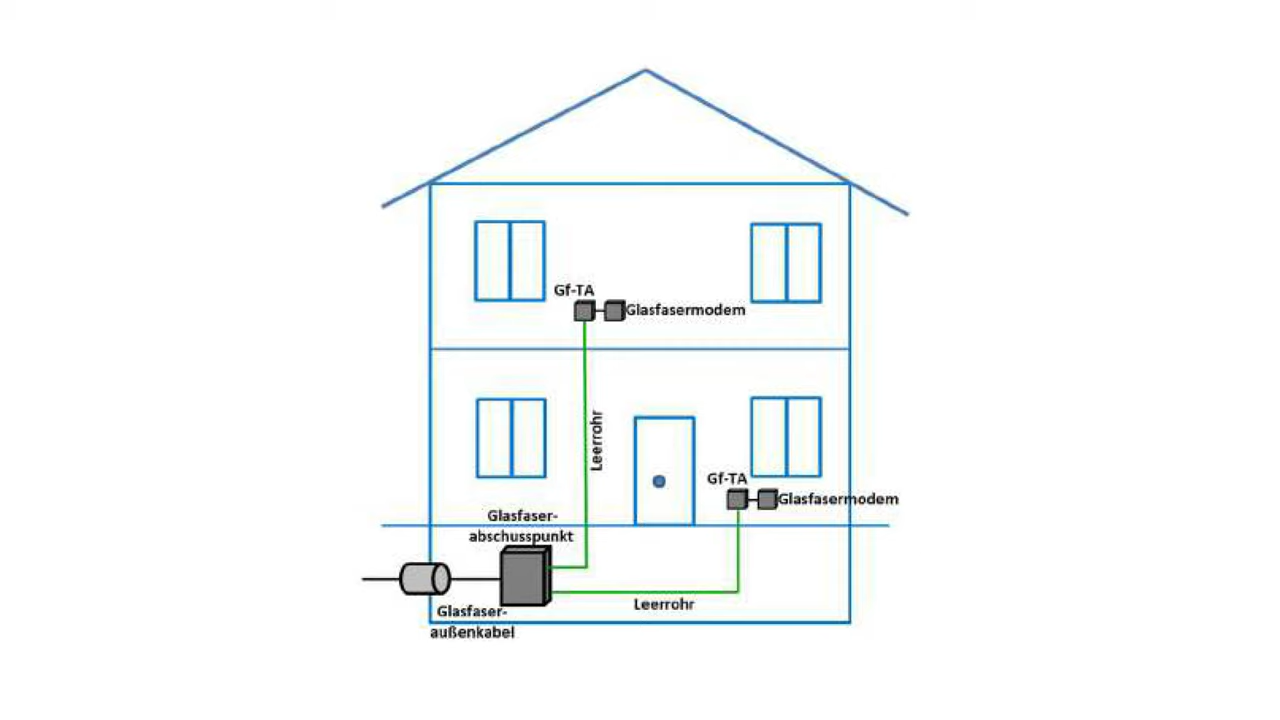 Gf-TA
Glasfasermodem
Leerrohr
Gf-TA
Glasfasermodem
Glasfaser-
abschusspunkt
Leerrohr
Glasfaser-
außenkabel